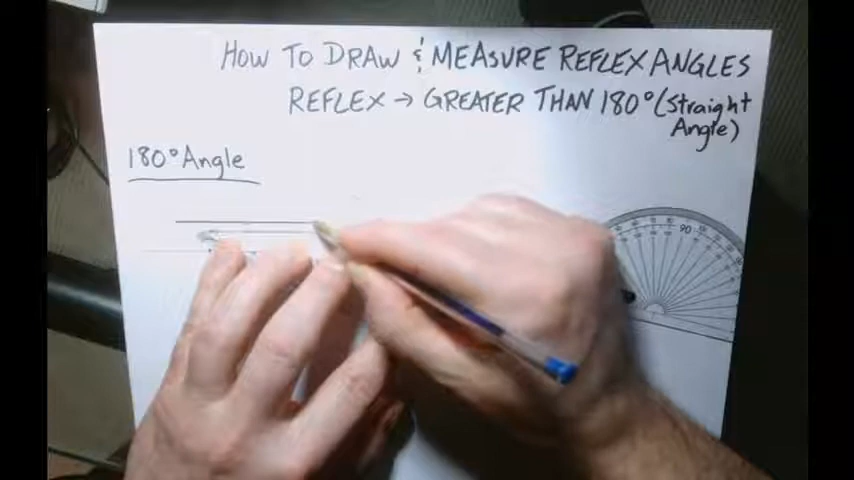 HOW TO DRAW & MEASURE REFLEX ANGLES
REFLEX → GREATER THAN 180° (Straight
Angle)
180° Angle
90